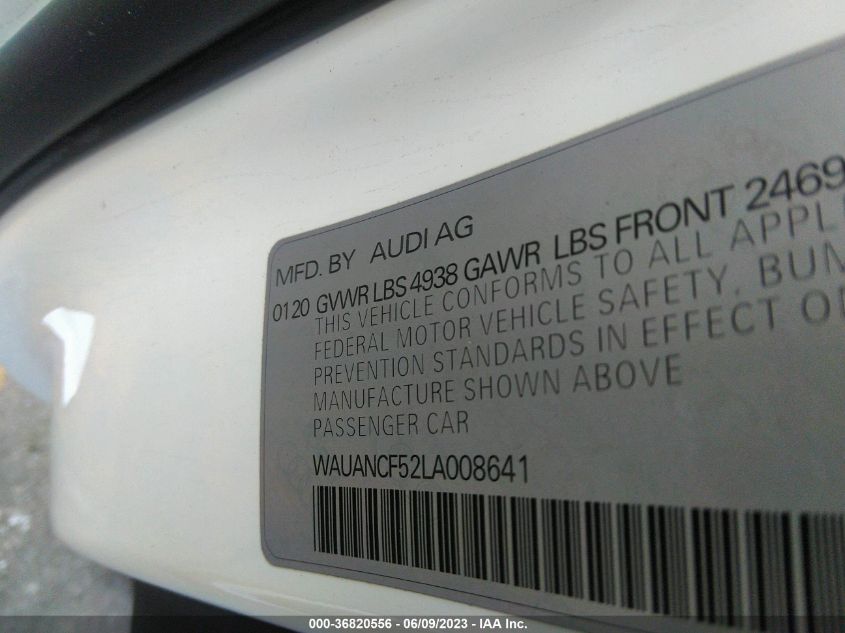 MFD. BY AUDI AG
0120 GVWR LBS 4938 GAWR LBS FRONT 2469
THIS VEHICLE CONFORMS TO ALL
FEDERAL MOTOR VEHICLE SAFETY,
PREVENTION STANDARDS IN EFFECT
MANUFACTURE SHOWN ABOVE
PASSENGER CAR
WAUANCF52LA008641
000-36820556 / 06/09/2023 - IAA Inc.